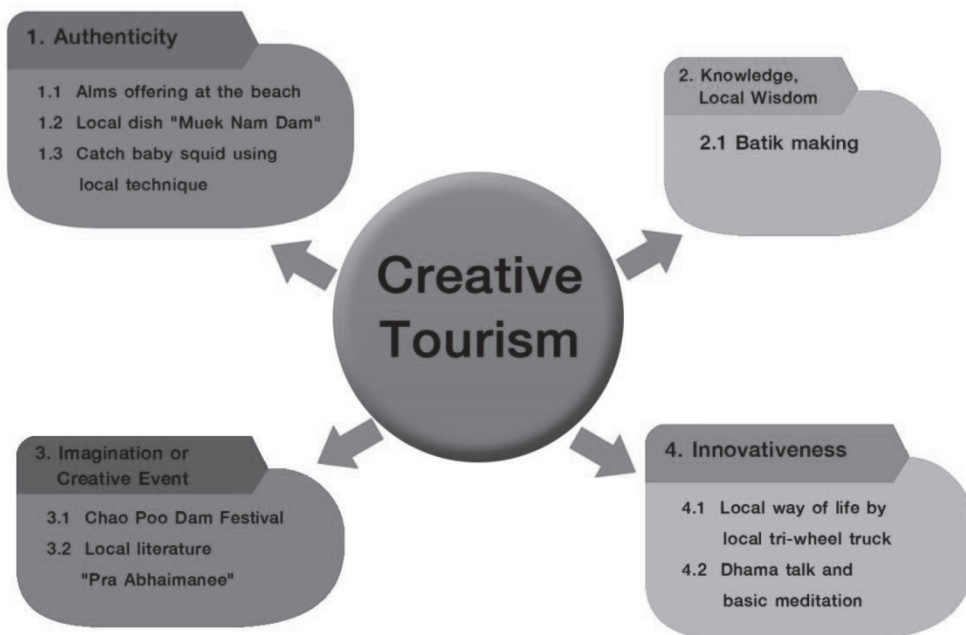 1. Authenticity
1.1 Alms offering at the beach
1.2 Local dish "Muek Nam Dam"
1.3 Catch baby squid using
local technique
2. Knowledge,
Local Wisdom
2.1 Batik making
Creative
Tourism
3. Imagination or
Creative Event
3.1 Chao Poo Dam Festival
3.2 Local literature
"Pra Abhaimanee"
4. Innovativeness
4.1 Local way of life by
local tri-wheel truck
4.2 Dhama talk and
basic meditation